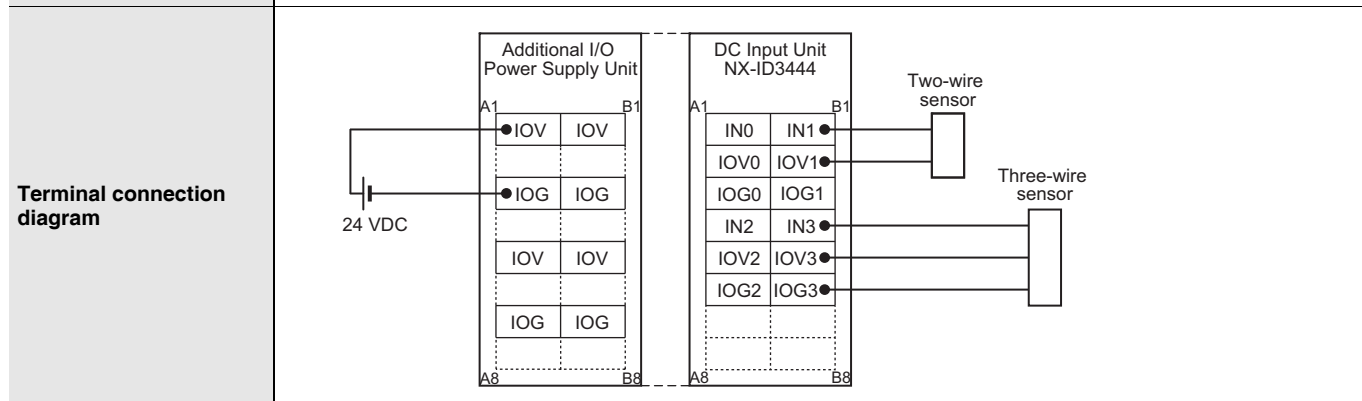 Terminal connection
diagram
Additional I/O
Power Supply Unit
A1 B1
IOV IOV
IOG IOG
IOV IOV
IOG IOG
A8 B8
24 VDC
DC Input Unit
NX-ID3444
A1 B1
IN0 IN1
IOV0 IOV1
IOG0 IOG1
IN2 IN3
IOV2 IOV3
IOG2 IOG3
A8 B8
Two-wire
sensor
Three-wire
sensor